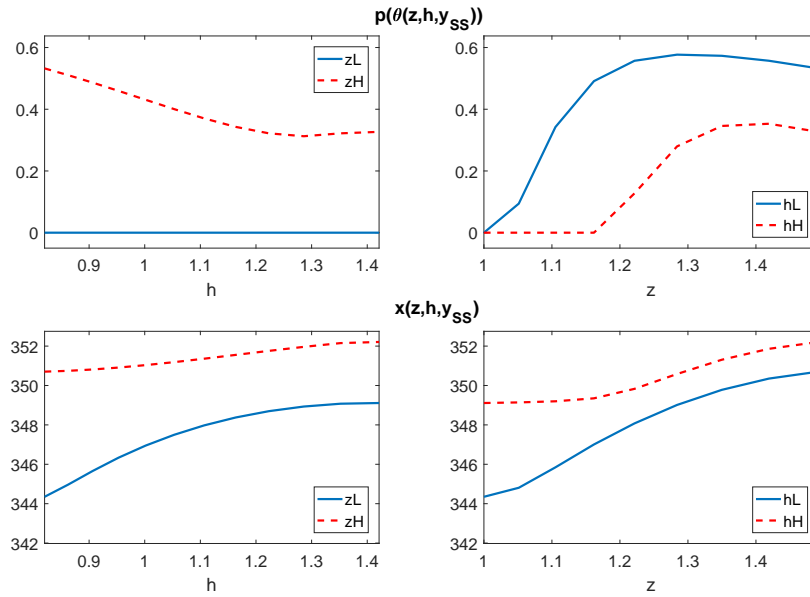 p(θ(z,h,y_SS))
0.6
0.4
0.2
0
zL
zH
0.9 1 1.1 1.2 1.3 1.4
h
0.6
0.4
0.2
0
hL
hH
1 1.1 1.2 1.3 1.4
z
x(z,h,y_SS)
352
350
348
346
344
342
zL
zH
0.9 1 1.1 1.2 1.3 1.4
h
352
350
348
346
344
342
hL
hH
1 1.1 1.2 1.3 1.4
z